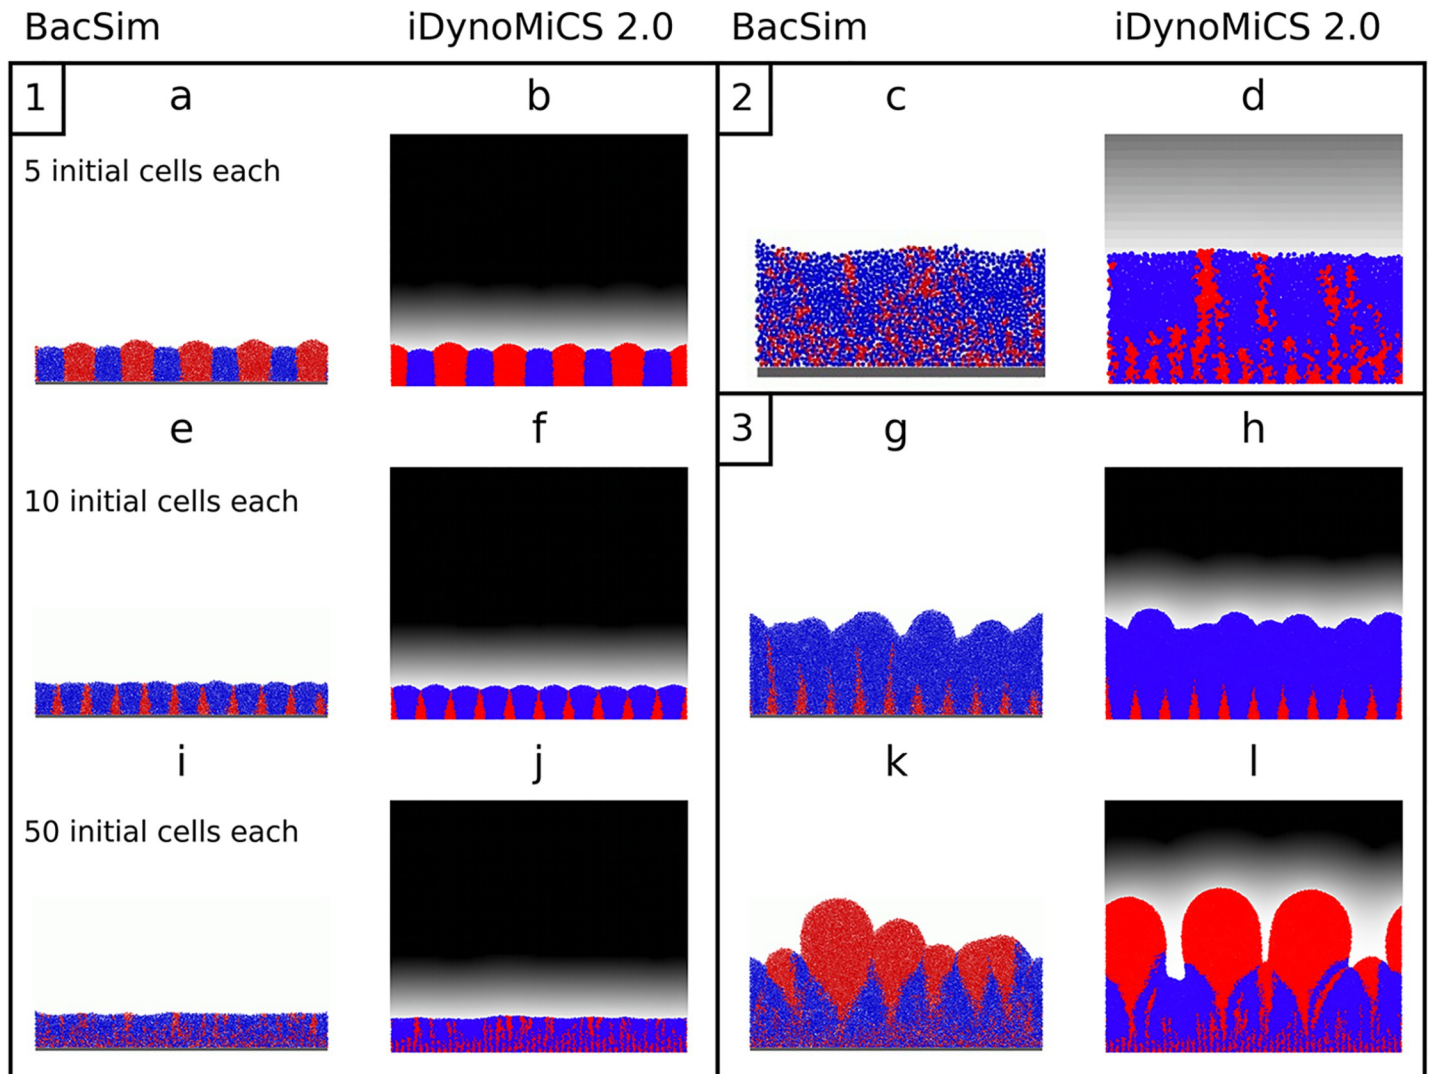 BacSim iDynoMiCS 2.0 BacSim iDynoMiCS 2.0
1 a b 2 c d
5 initial cells each
e f 3 g h
10 initial cells each
i j k l
50 initial cells each